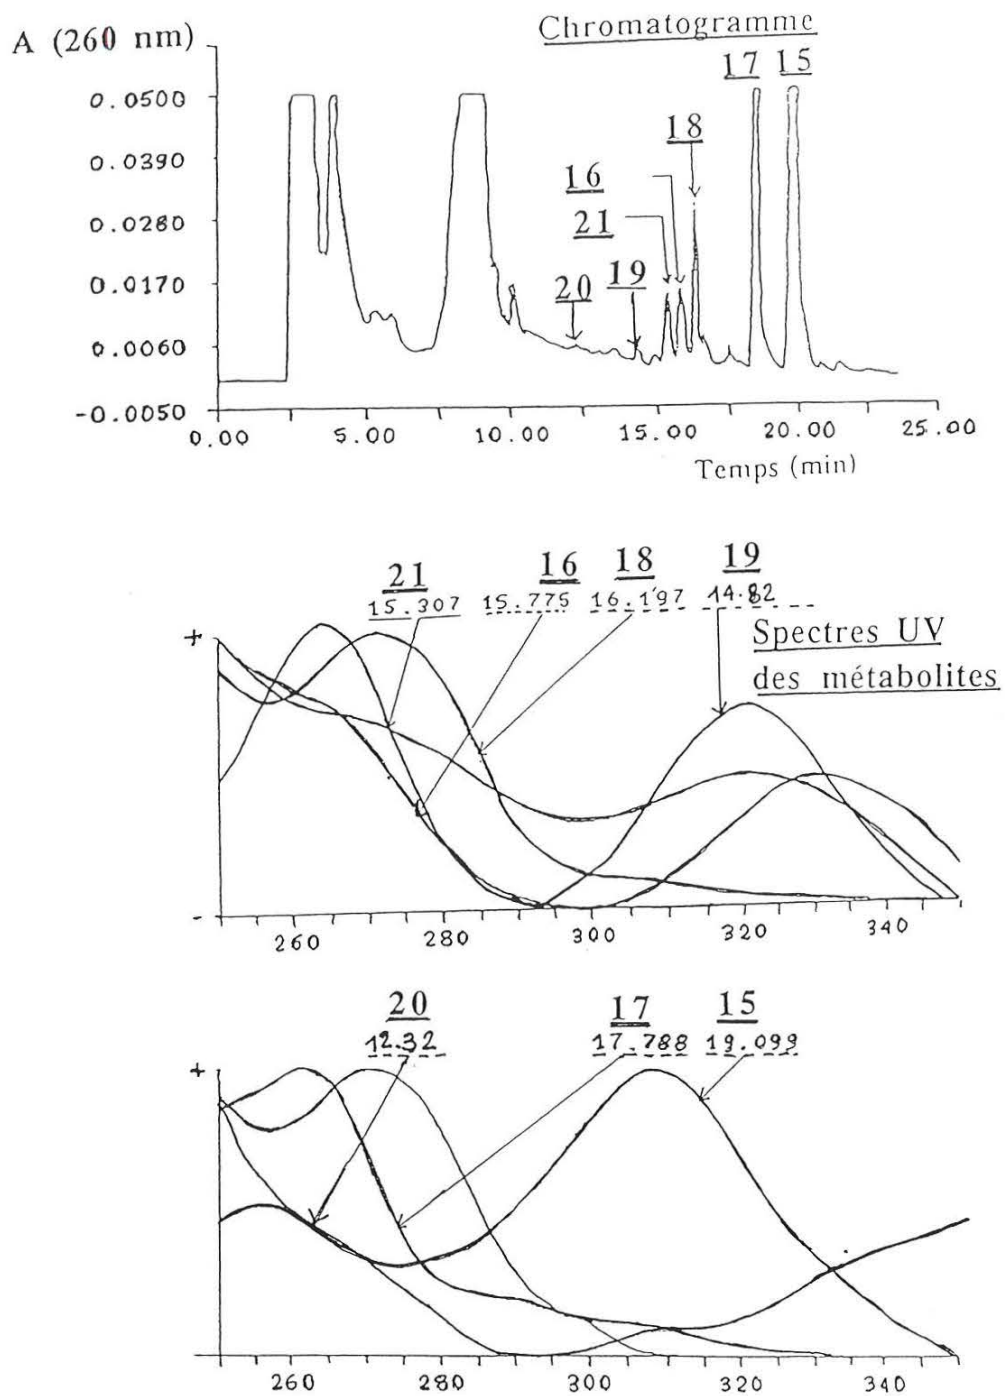 Chromatogramme
A (260 nm)
17 15
0.0500
18
0.0390
16
0.0280
21
0.0170
20 19
0.0060
-0.0050
0.00 5.00 10.00 15.00 20.00 25.00
Temps (min)
21 16 18 19
15.307 15.775 16.197 14.82
+
Spectres UV
des métabolites
-
260 280 300 320 340
20 17 15
12.32 17.788 19.099
+
260 280 300 320 340